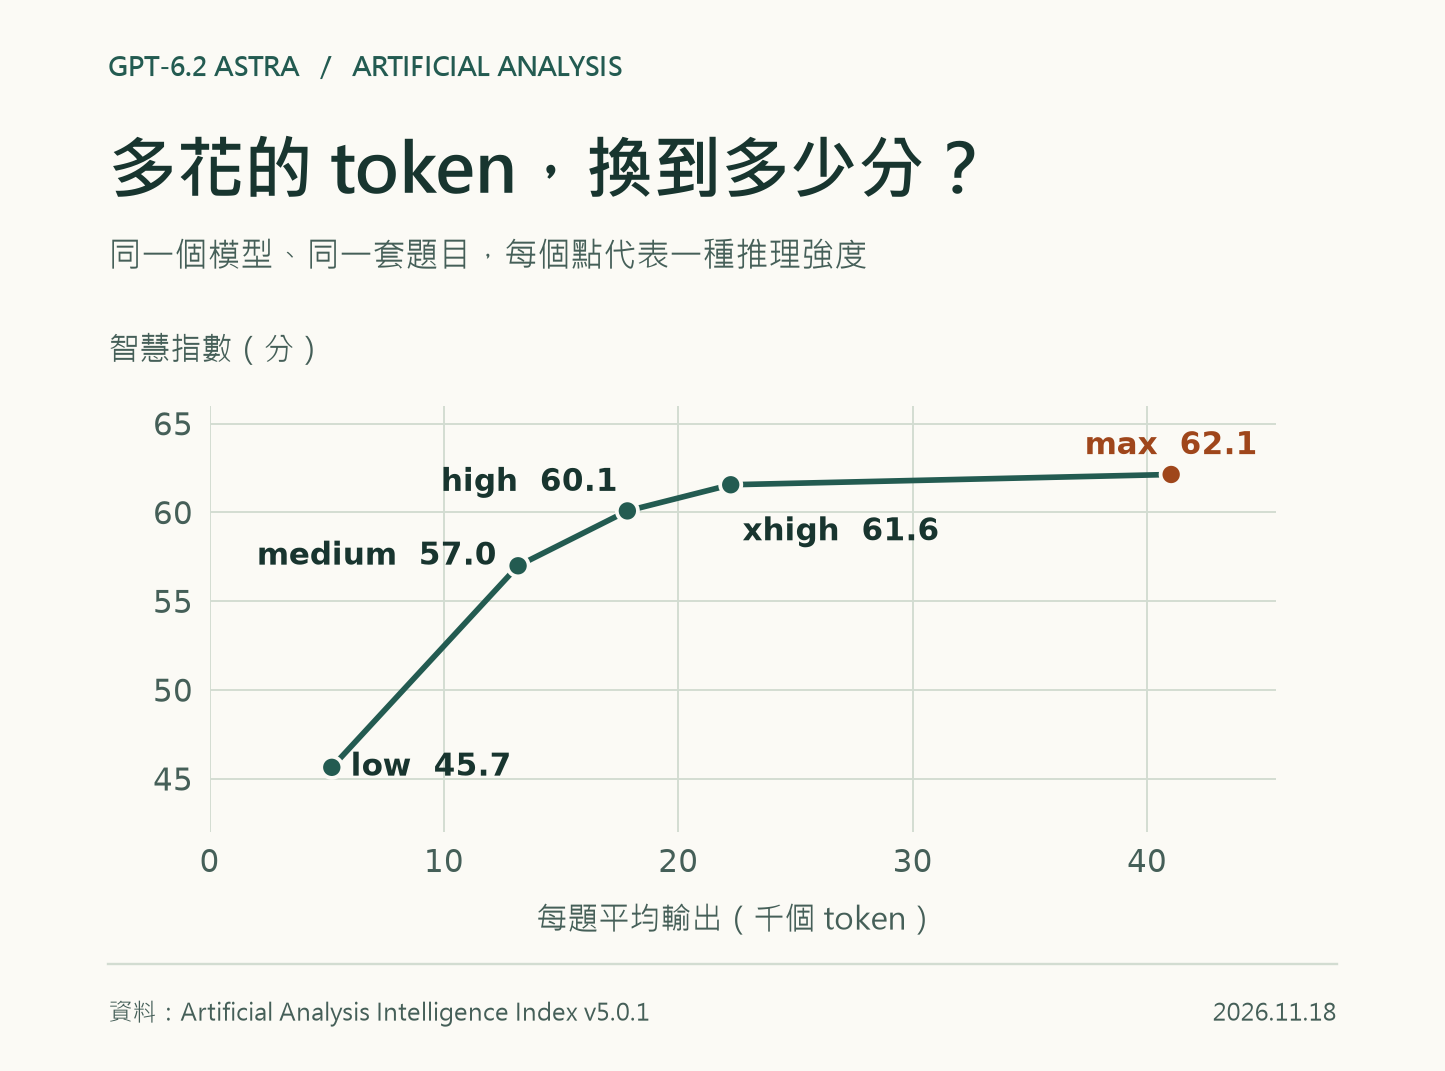 GPT-6.2 ASTRA / ARTIFICIAL ANALYSIS
多花的 token，換到多少分？
同一個模型、同一套題目，每個點代表一種推理強度
智慧指數（分）
65
max 62.1
high 60.1
60
xhigh 61.6
medium 57.0
55
50
low 45.7
45
0 10 20 30 40
每題平均輸出（千個 token）
資料：Artificial Analysis Intelligence Index v5.0.1
2026.11.18